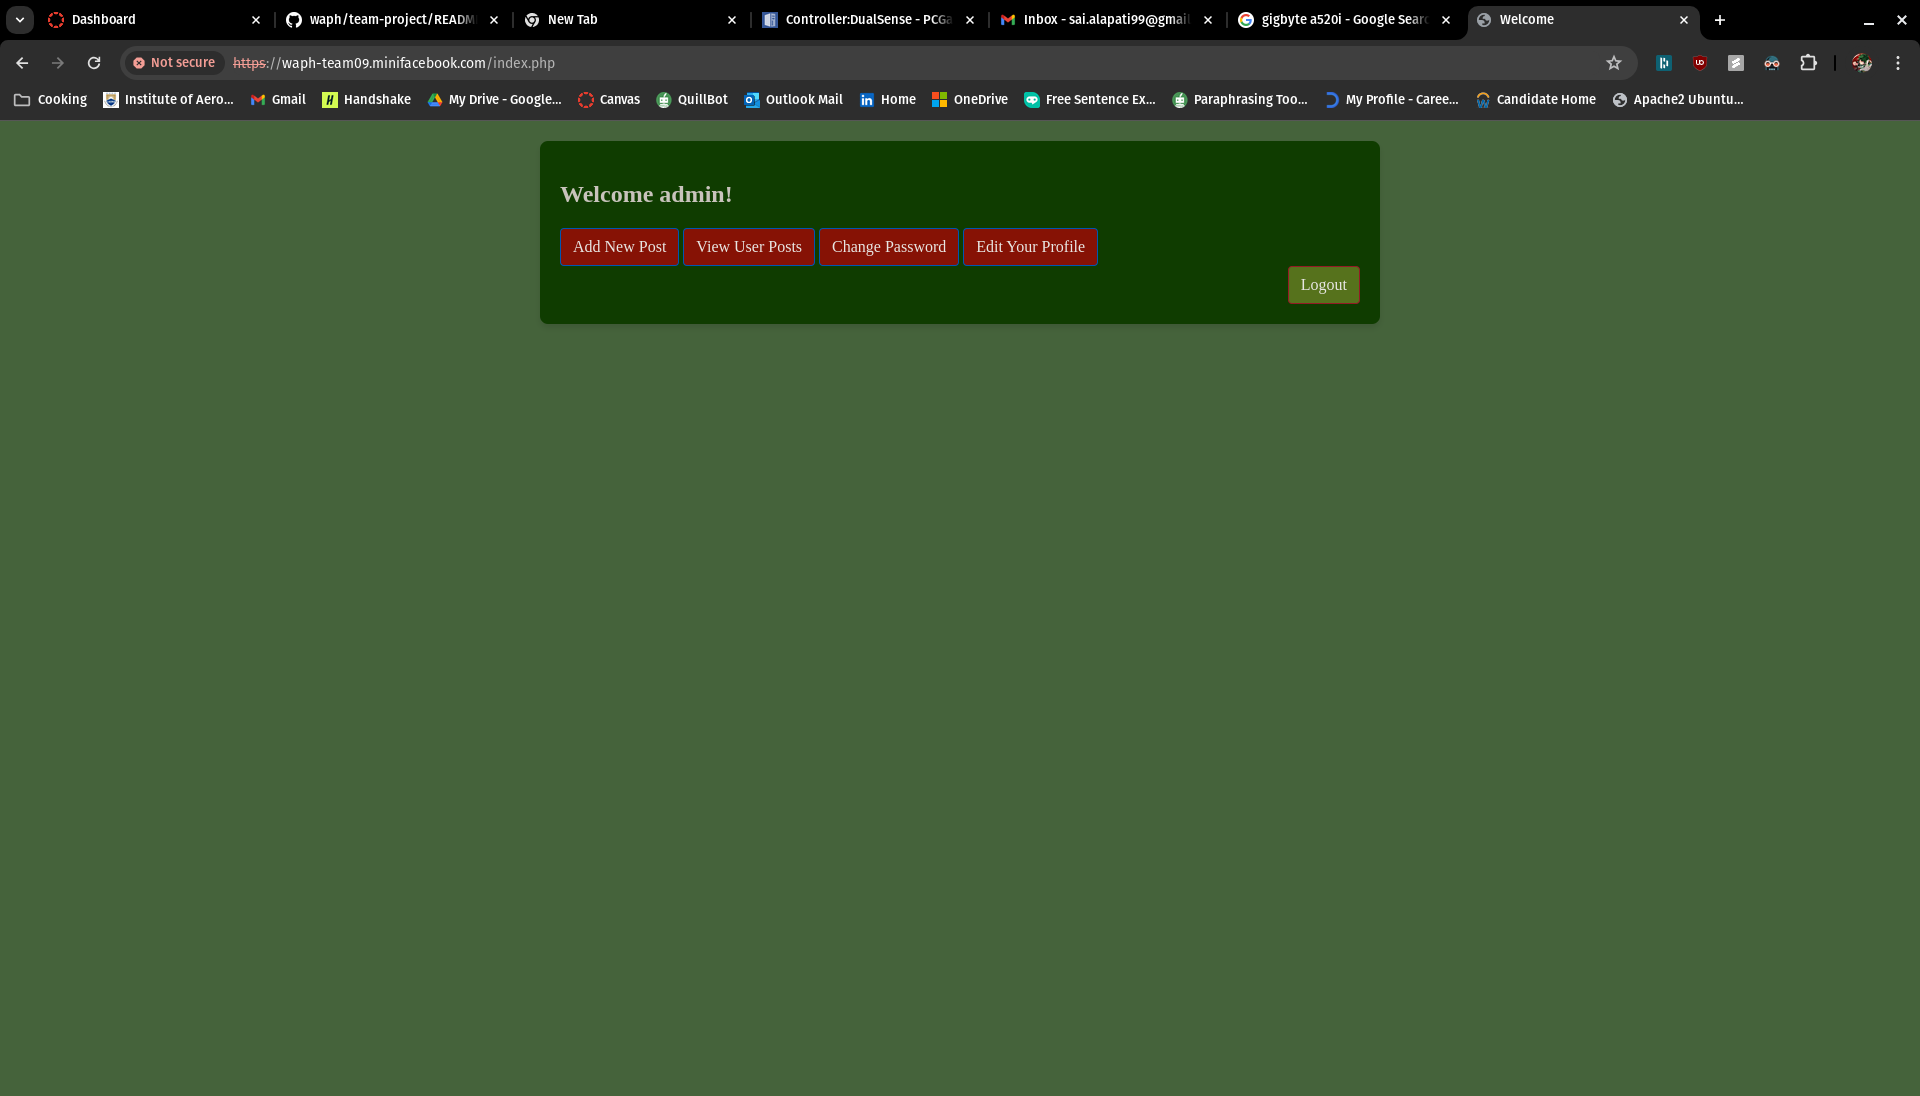 Dashboard
waph/team-project/READM
New Tab
Controller:DualSense - PCGa
Inbox - sai.alapati99@gmail
gigbyte a520i - Google Searc
Welcome
Not secure
https://waph-team09.minifacebook.com/index.php
Cooking
Institute of Aero...
Gmail
Handshake
My Drive - Google...
Canvas
QuillBot
Outlook Mail
Home
OneDrive
Free Sentence Ex...
Paraphrasing Too...
My Profile - Caree...
Candidate Home
Apache2 Ubuntu...
Welcome admin!
Add New Post
View User Posts
Change Password
Edit Your Profile
Logout